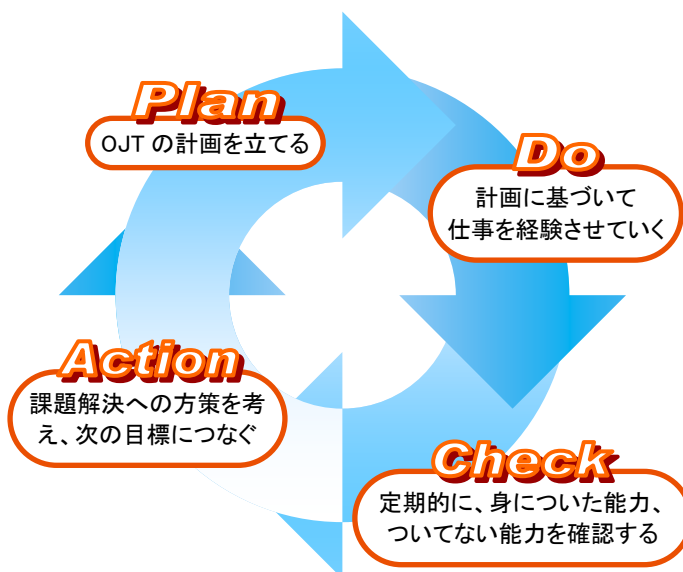 Plan
OJT の計画を立てる
Do
計画に基づいて
仕事を経験させていく
Check
定期的に、身についた能力、
ついてない能力を確認する
Action
課題解決への方策を考
え、次の目標につなぐ